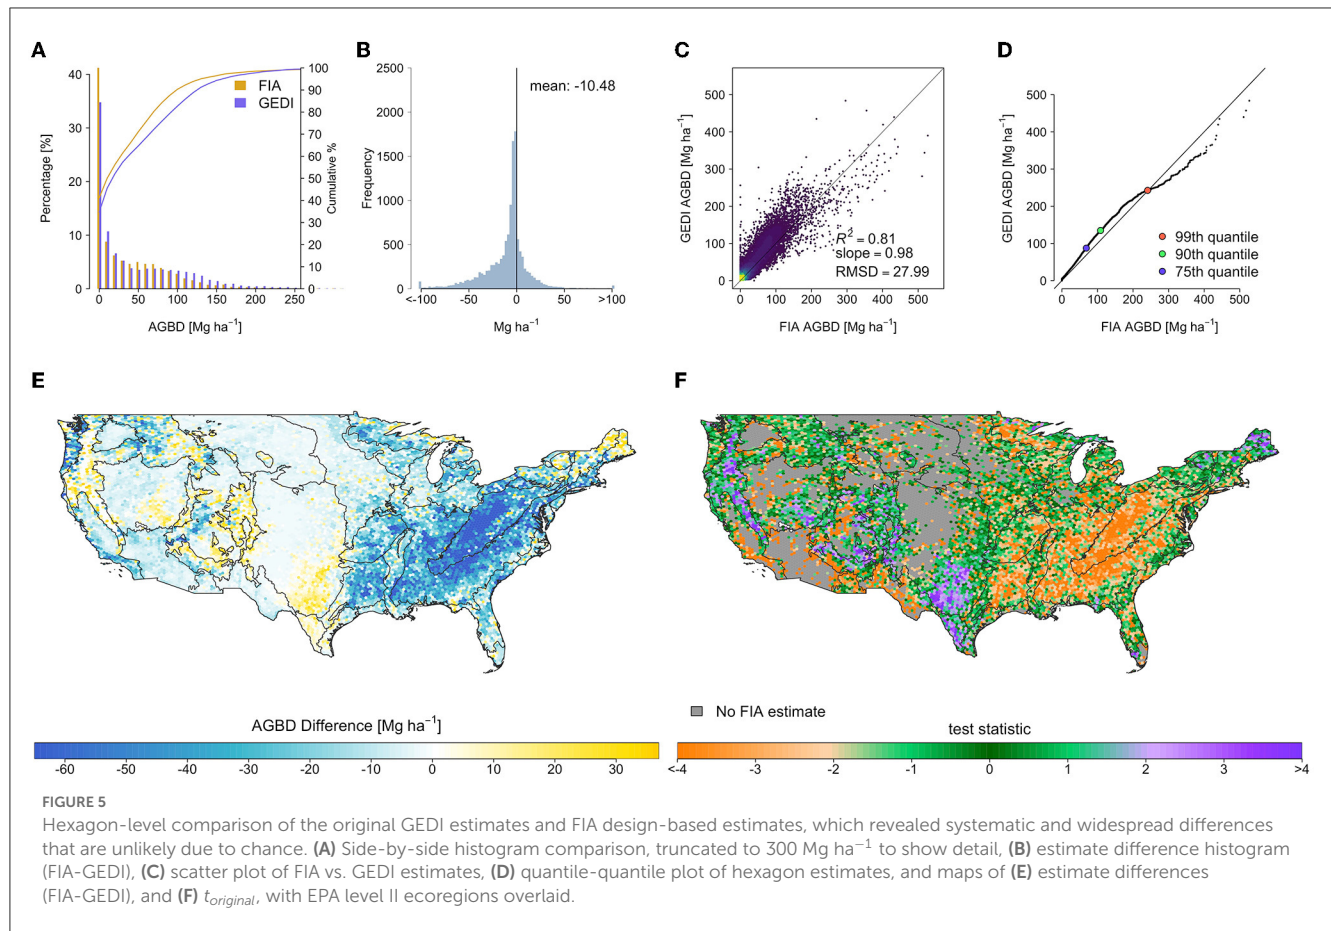 A
B
C
D
40
30
20
10
0
Percentage [%]
100
90
80
70
60
50
40
30
20
10
0
Cumulative %
FIA
GEDI
0
50
100
150
200
250
AGBD [Mg ha⁻¹]
2500
2000
1500
1000
500
0
Frequency
mean: -10.48
<-100
-50
0
50
>100
Mg ha⁻¹
500
400
300
200
100
0
GEDI AGBD [Mg ha⁻¹]
R² = 0.81
slope = 0.98
RMSD = 27.99
0
100
200
300
400
500
FIA AGBD [Mg ha⁻¹]
500
400
300
200
100
0
GEDI AGBD [Mg ha⁻¹]
99th quantile
90th quantile
75th quantile
0
100
200
300
400
500
FIA AGBD [Mg ha⁻¹]
E
F
AGBD Difference [Mg ha⁻¹]
-60
-50
-40
-30
-20
-10
0
10
20
30
No FIA estimate
test statistic
<-4
-3
-2
-1
0
1
2
3
>4
FIGURE 5
Hexagon-level comparison of the original GEDI estimates and FIA design-based estimates, which revealed systematic and widespread differences
that are unlikely due to chance. (A) Side-by-side histogram comparison, truncated to 300 Mg ha⁻¹ to show detail, (B) estimate difference histogram
(FIA-GEDI), (C) scatter plot of FIA vs. GEDI estimates, (D) quantile-quantile plot of hexagon estimates, and maps of (E) estimate differences
(FIA-GEDI), and (F) t_original, with EPA level II ecoregions overlaid.